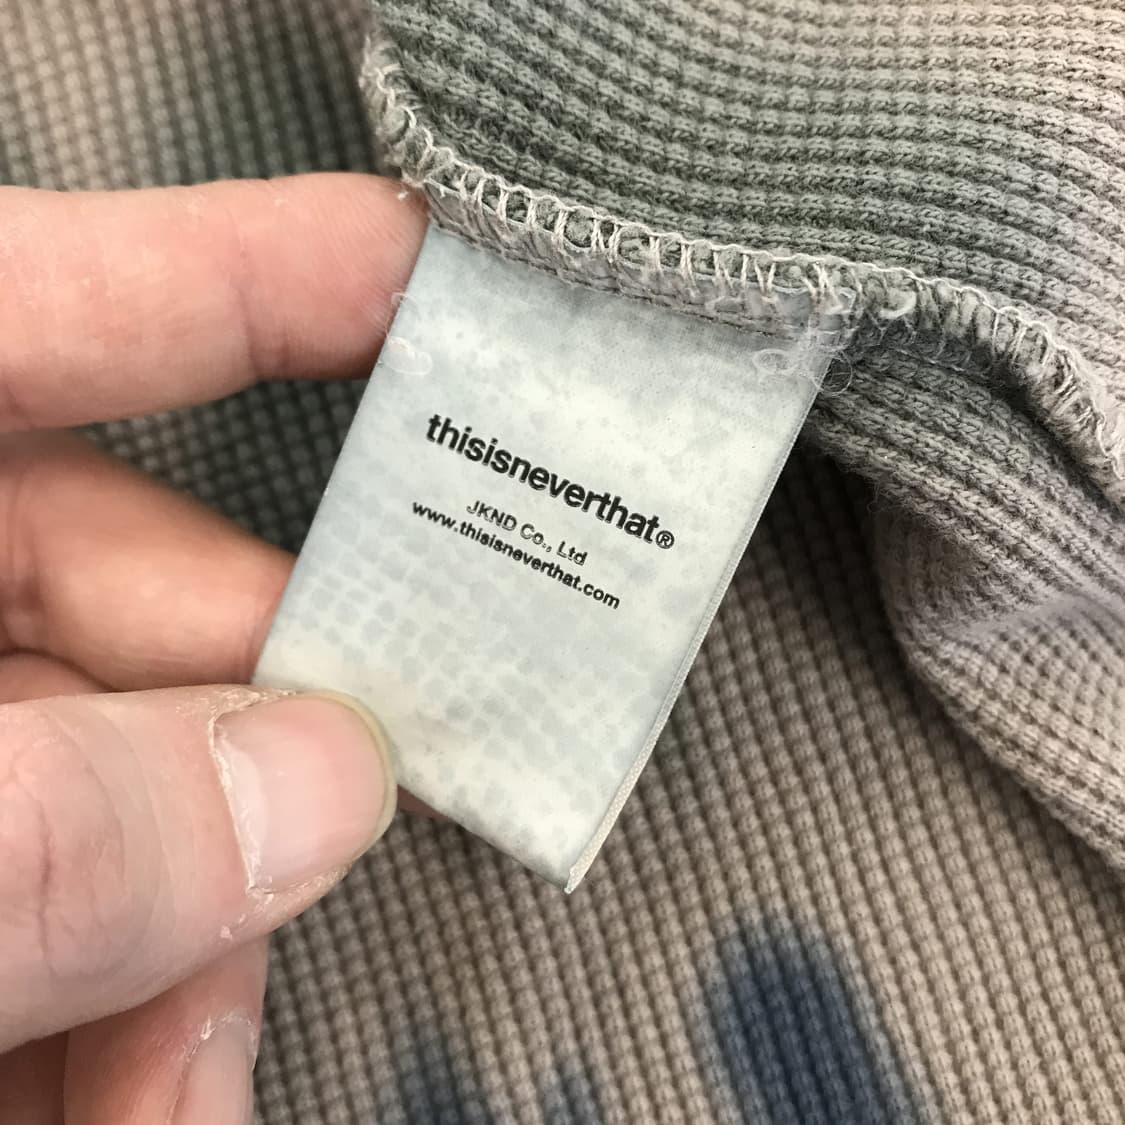 thisisneverthat®
JKND Co., Ltd
www.thisisneverthat.com